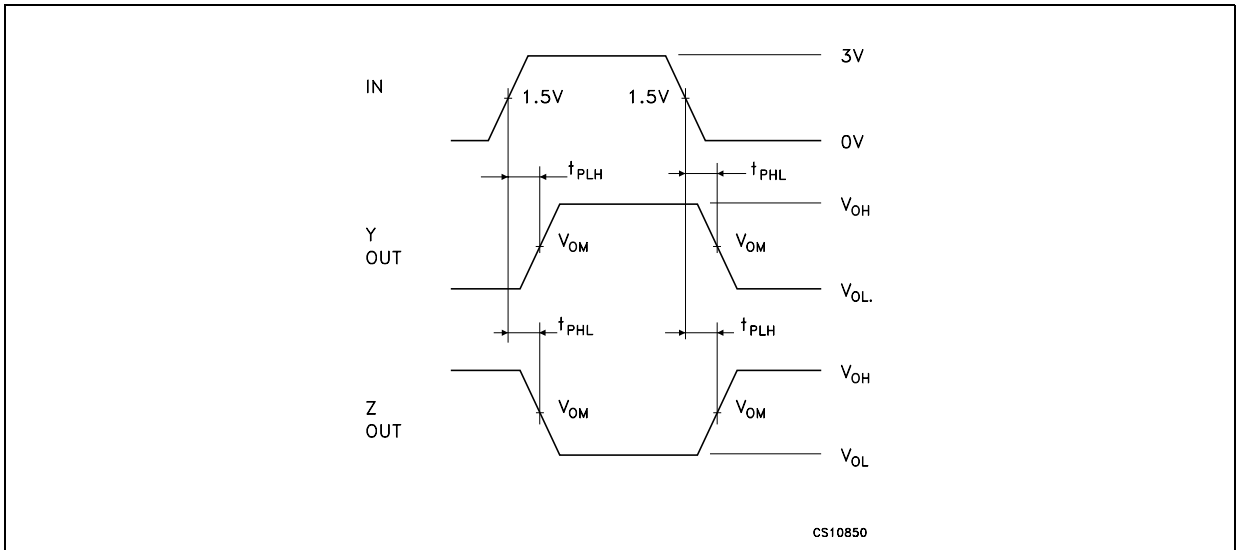 3V
IN
1.5V 1.5V
0V
tPLH tPHL
VOH
Y
OUT
VOM VOM
VOL.
tPHL tPLH
VOH
Z
OUT
VOM VOM
VOL
CS10850